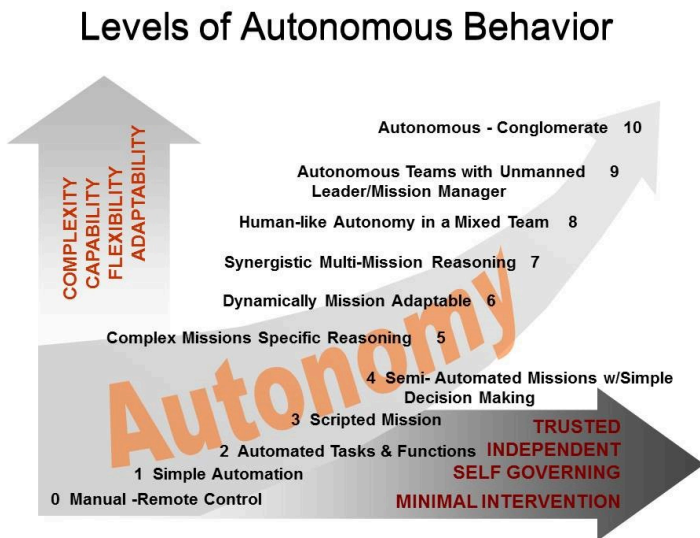 Levels of Autonomous Behavior
COMPLEXITY
CAPABILITY
FLEXIBILITY
ADAPTABILITY
Autonomous - Conglomerate 10
Autonomous Teams with Unmanned 9
Leader/Mission Manager
Human-like Autonomy in a Mixed Team 8
Synergistic Multi-Mission Reasoning 7
Dynamically Mission Adaptable 6
Complex Missions Specific Reasoning 5
Autonomy
4 Semi- Automated Missions w/Simple
Decision Making
3 Scripted Mission
2 Automated Tasks & Functions
1 Simple Automation
0 Manual -Remote Control
TRUSTED
INDEPENDENT
SELF GOVERNING
MINIMAL INTERVENTION